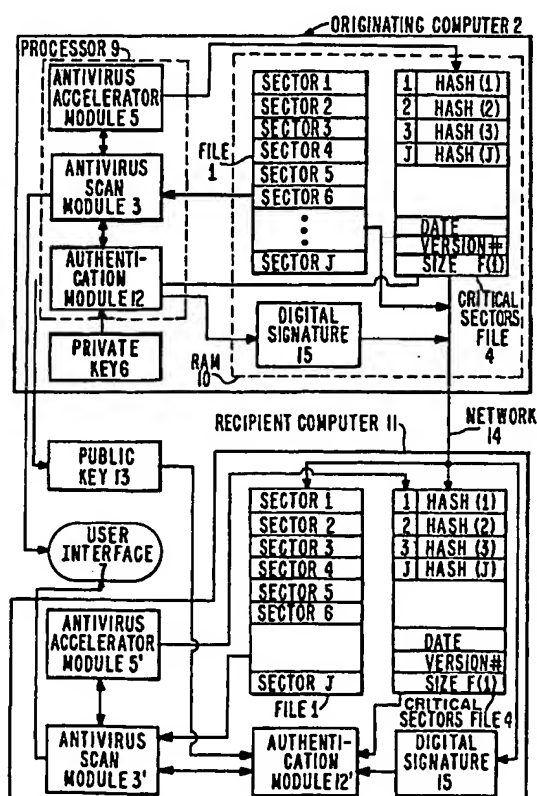 ORIGINATING COMPUTER 2
PROCESSOR 9
ANTIVIRUS
ACCELERATOR
MODULE 5
ANTIVIRUS
SCAN
MODULE 3
AUTHENTI-
CATION
MODULE 12
PRIVATE
KEY 6
RAM
10
FILE
1
SECTOR 1
SECTOR 2
SECTOR 3
SECTOR 4
SECTOR 5
SECTOR 6
SECTOR J
DIGITAL
SIGNATURE
15
1 HASH (1)
2 HASH (2)
3 HASH (3)
J HASH (J)
DATE
VERSION#
SIZE F(1)
CRITICAL
SECTORS
FILE
4
NETWORK
14
RECIPIENT COMPUTER 11
PUBLIC
KEY 13
USER
INTERFACE
7
ANTIVIRUS
ACCELERATOR
MODULE 5'
ANTIVIRUS
SCAN
MODULE 3'
SECTOR 1
SECTOR 2
SECTOR 3
SECTOR 4
SECTOR 5
SECTOR 6
SECTOR J
FILE 1
1 HASH (1)
2 HASH (2)
3 HASH (3)
J HASH (J)
DATE
VERSION#
SIZE F(1)
CRITICAL
SECTORS FILE 4
AUTHENTI-
CATION
MODULE 12'
DIGITAL
SIGNATURE
15